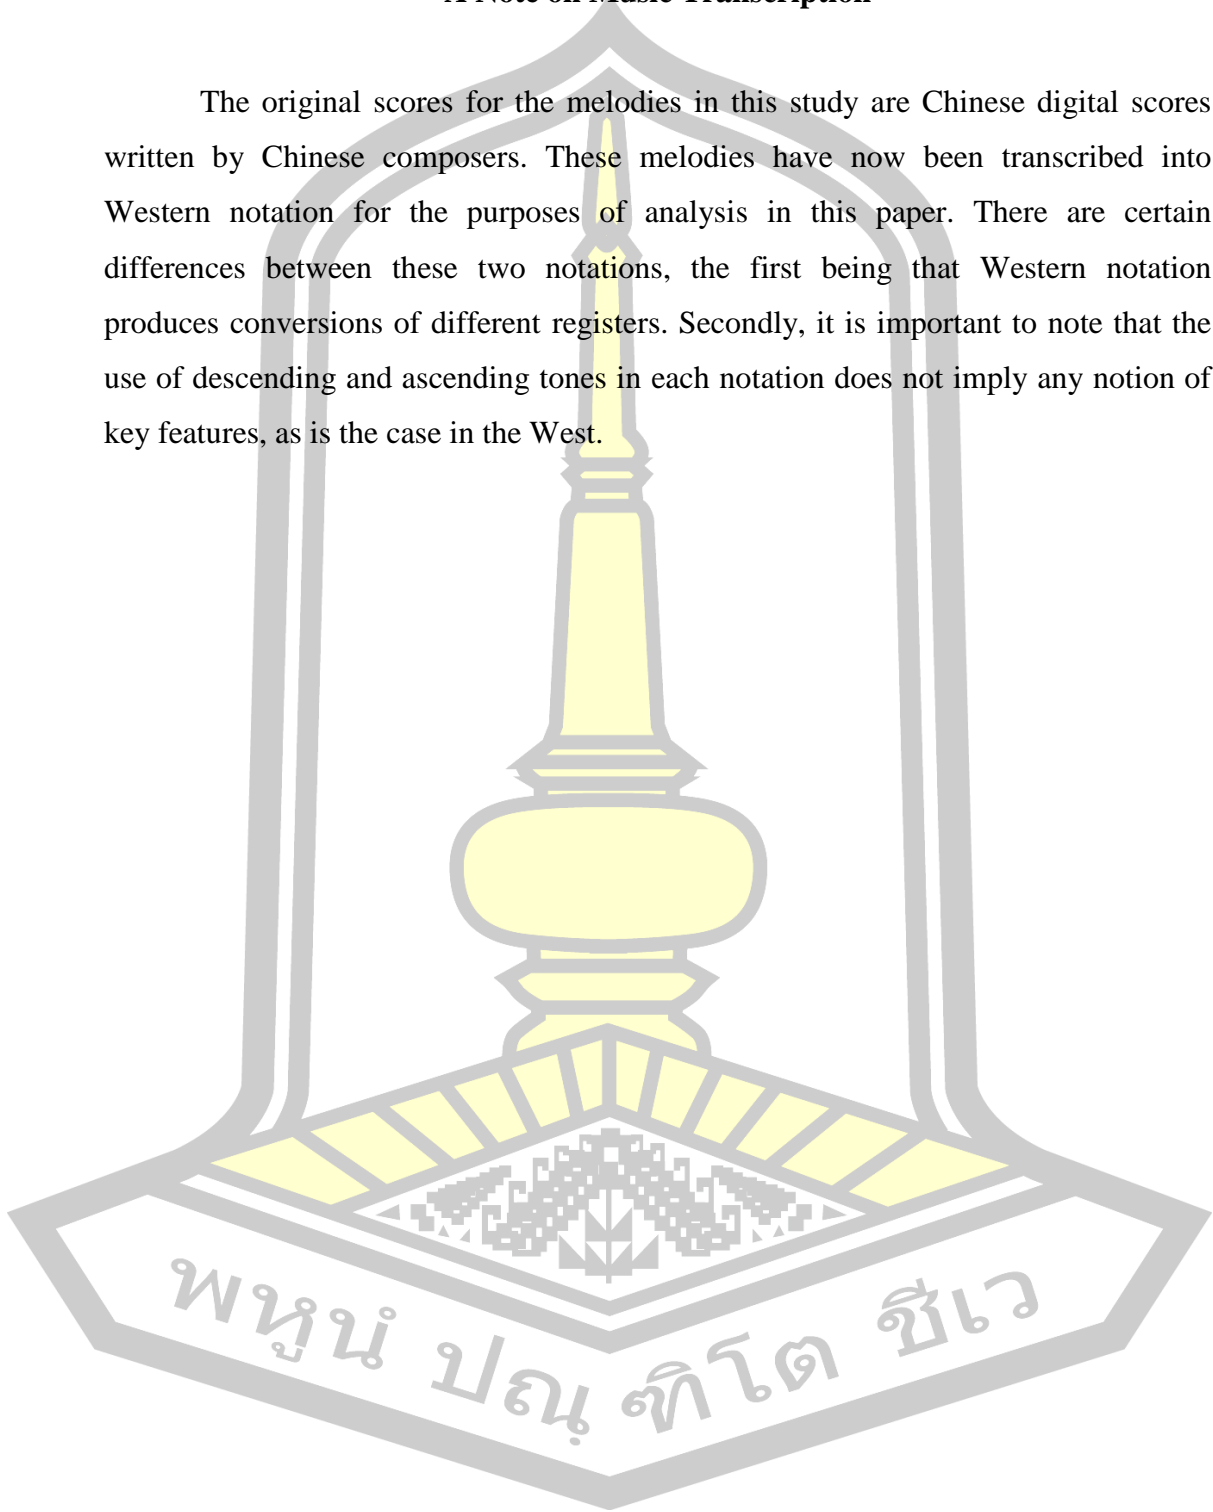 A Note on Music Transcription
The original scores for the melodies in this study are Chinese digital scores
written by Chinese composers. These melodies have now been transcribed into
Western notation for the purposes of analysis in this paper. There are certain
differences between these two notations, the first being that Western notation
produces conversions of different registers. Secondly, it is important to note that the
use of descending and ascending tones in each notation does not imply any notion of
key features, as is the case in the West.
พหูนํ ปณฺฑิโต ชีเว